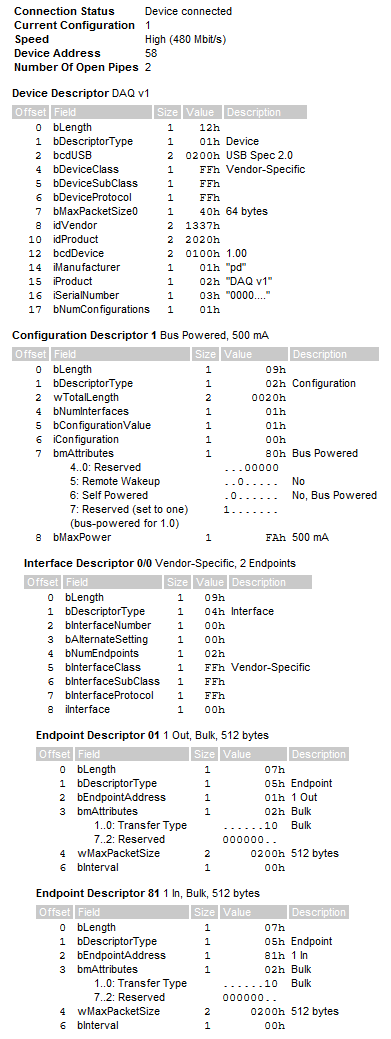 Connection Status Device connected
Current Configuration 1
Speed High (480 Mbit/s)
Device Address 58
Number Of Open Pipes 2
Device Descriptor DAQ v1
Offset Field Size Value Description
0 bLength 1 12h
1 bDescriptorType 1 01h Device
2 bcdUSB 2 0200h USB Spec 2.0
4 bDeviceClass 1 FFh Vendor-Specific
5 bDeviceSubClass 1 FFh
6 bDeviceProtocol 1 FFh
7 bMaxPacketSize0 1 40h 64 bytes
8 idVendor 2 1337h
10 idProduct 2 2020h
12 bcdDevice 2 0100h 1.00
14 iManufacturer 1 01h "pd"
15 iProduct 1 02h "DAQ v1"
16 iSerialNumber 1 03h "0000...."
17 bNumConfigurations 1 01h
Configuration Descriptor 1 Bus Powered, 500 mA
Offset Field Size Value Description
0 bLength 1 09h
1 bDescriptorType 1 02h Configuration
2 wTotalLength 2 0020h
4 bNumInterfaces 1 01h
5 bConfigurationValue 1 01h
6 iConfiguration 1 00h
7 bmAttributes 1 80h Bus Powered
4..0: Reserved ...00000
5: Remote Wakeup ..0..... No
6: Self Powered .0...... No, Bus Powered
7: Reserved (set to one) 1.......
(bus-powered for 1.0)
8 bMaxPower 1 FAh 500 mA
Interface Descriptor 0/0 Vendor-Specific, 2 Endpoints
Offset Field Size Value Description
0 bLength 1 09h
1 bDescriptorType 1 04h Interface
2 bInterfaceNumber 1 00h
3 bAlternateSetting 1 00h
4 bNumEndpoints 1 02h
5 bInterfaceClass 1 FFh Vendor-Specific
6 bInterfaceSubClass 1 FFh
7 bInterfaceProtocol 1 FFh
8 iInterface 1 00h
Endpoint Descriptor 01 1 Out, Bulk, 512 bytes
Offset Field Size Value Description
0 bLength 1 07h
1 bDescriptorType 1 05h Endpoint
2 bEndpointAddress 1 01h 1 Out
3 bmAttributes 1 02h Bulk
1..0: Transfer Type ......10 Bulk
7..2: Reserved 000000..
4 wMaxPacketSize 2 0200h 512 bytes
6 bInterval 1 00h
Endpoint Descriptor 81 1 In, Bulk, 512 bytes
Offset Field Size Value Description
0 bLength 1 07h
1 bDescriptorType 1 05h Endpoint
2 bEndpointAddress 1 81h 1 In
3 bmAttributes 1 02h Bulk
1..0: Transfer Type ......10 Bulk
7..2: Reserved 000000..
4 wMaxPacketSize 2 0200h 512 bytes
6 bInterval 1 00h